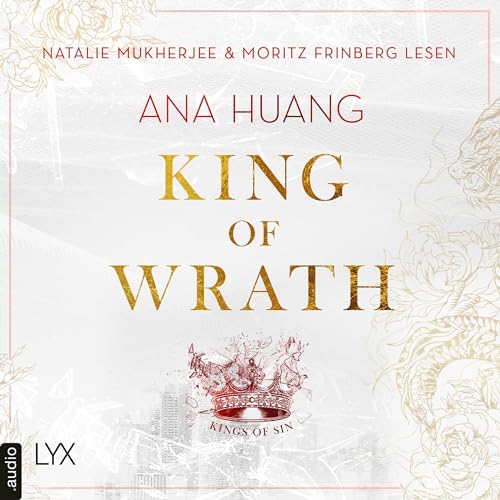 NATALIE MUKHERJEE & MORITZ FRINBERG LESEN
ANA HUANG
KING
OF
WRATH
KINGS OF SIN
.audio
LYX